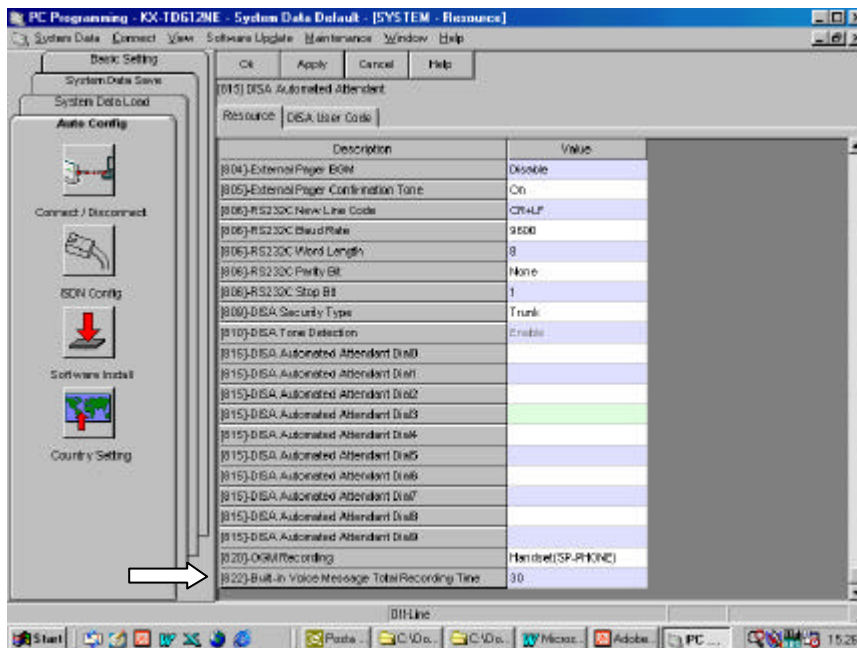 PC Programming - KX-TD612NE - System Data Default - [SYSTEM - Resource]
System Data Connect View Software Update Maintenance Window Help
Basic Setting
System Data Save
System Data Load
Auto Config
Connect / Disconnect
ISDN Config
Software Install
Country Setting
Ok Apply Cancel Help
[815] DISA Automated Attendant
Resource DISA User Code
Description Value
[804]-External Pager BGM Disable
[805]-External Pager Confirmation Tone On
[806]-RS232C New Line Code CR+LF
[806]-RS232C Baud Rate 9600
[806]-RS232C Word Length 8
[806]-RS232C Parity Bit None
[806]-RS232C Stop Bit 1
[809]-DISA Security Type Trunk
[810]-DISA Tone Detection Enable
[815]-DISA Automated Attendant Dial0
[815]-DISA Automated Attendant Dial1
[815]-DISA Automated Attendant Dial2
[815]-DISA Automated Attendant Dial3
[815]-DISA Automated Attendant Dial4
[815]-DISA Automated Attendant Dial5
[815]-DISA Automated Attendant Dial6
[815]-DISA Automated Attendant Dial7
[815]-DISA Automated Attendant Dial8
[815]-DISA Automated Attendant Dial9
[820]-OGM Recording Handset(SP-PHONE)
[822]-Built-in Voice Message Total Recording Time 30
Off-Line
Start Posta .. C:\Do... C:\Do... Micros... Adobe... PC ... 15:26